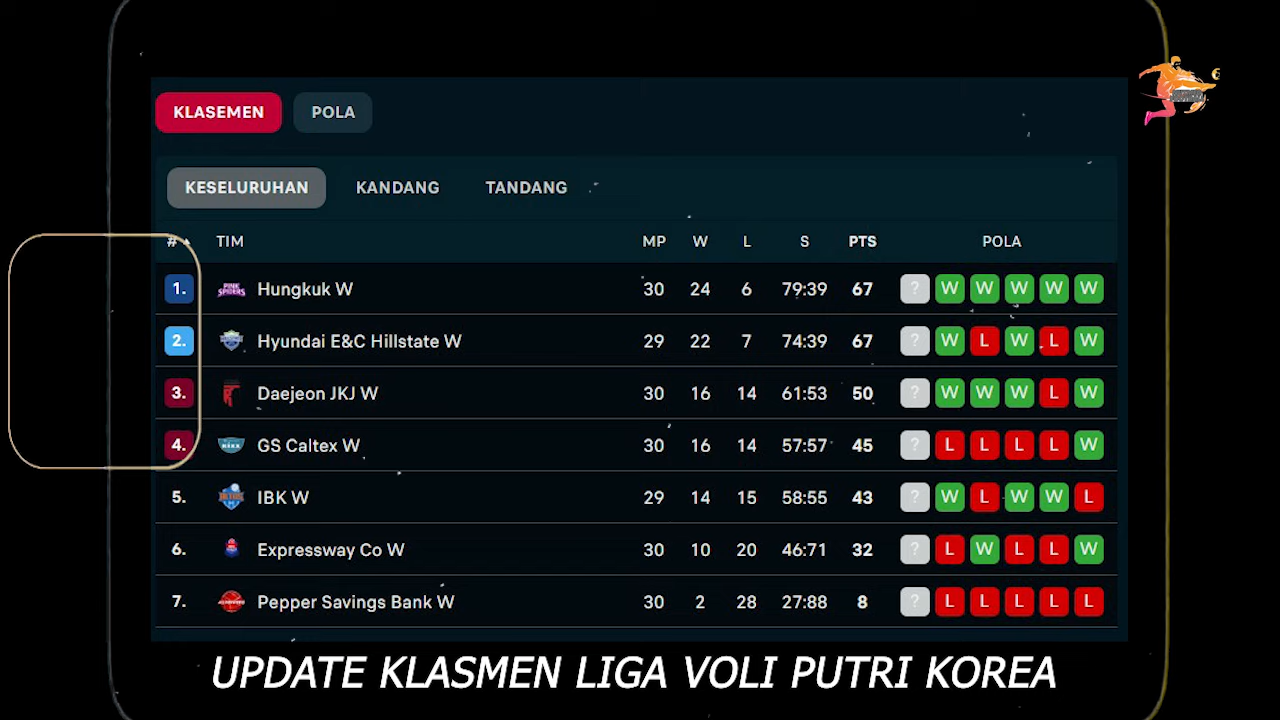 KLASEMEN POLA
KESELURUHAN KANDANG TANDANG
# TIM MP W L S PTS POLA
1. PINK SPIDERS Hungkuk W 30 24 6 79:39 67 ? W W W W W
2. Hyundai E&C Hillstate W 29 22 7 74:39 67 ? W L W L W
3. Daejeon JKJ W 30 16 14 61:53 50 ? W W W L W
4. GS Caltex W 30 16 14 57:57 45 ? L L L L W
5. IBK W 29 14 15 58:55 43 ? W L W W L
6. Expressway Co W 30 10 20 46:71 32 ? L W L L W
7. Pepper Savings Bank W 30 2 28 27:88 8 ? L L L L L
UPDATE KLASMEN LIGA VOLI PUTRI KOREA